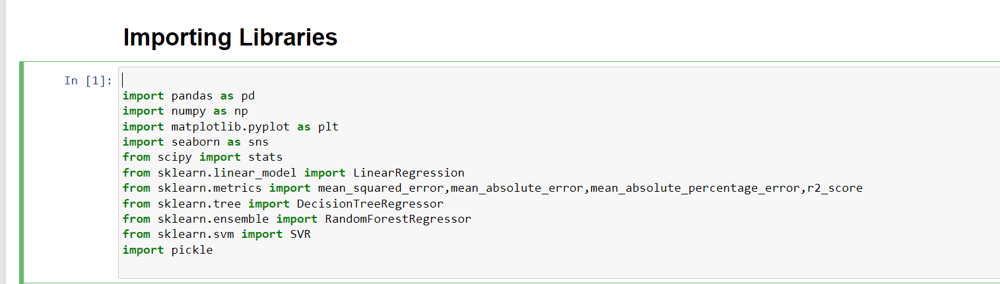 Importing Libraries
In [1]:
import pandas as pd
import numpy as np
import matplotlib.pyplot as plt
import seaborn as sns
from scipy import stats
from sklearn.linear_model import LinearRegression
from sklearn.metrics import mean_squared_error,mean_absolute_error,mean_absolute_percentage_error,r2_score
from sklearn.tree import DecisionTreeRegressor
from sklearn.ensemble import RandomForestRegressor
from sklearn.svm import SVR
import pickle